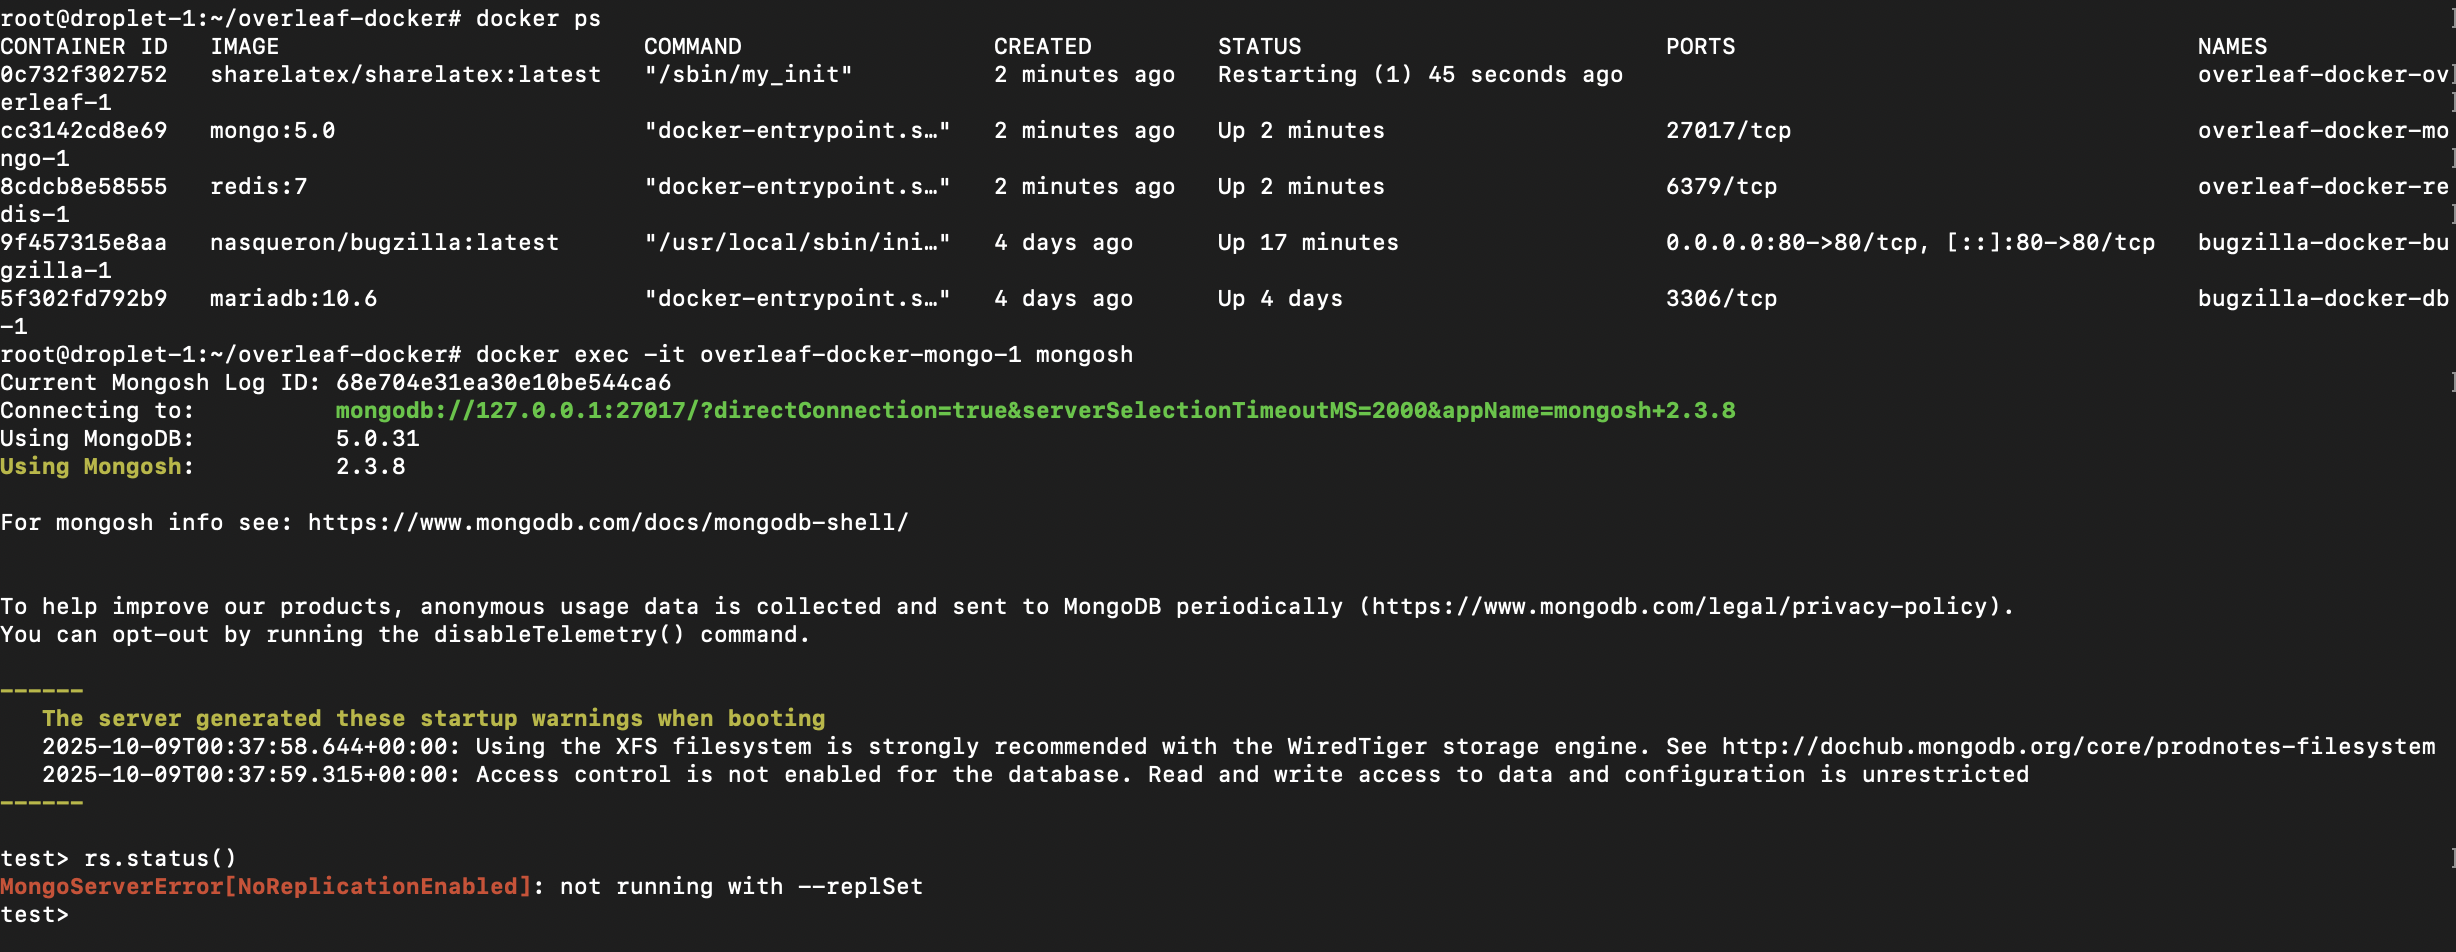 root@droplet-1:~/overleaf-docker# docker ps
CONTAINER ID   IMAGE                          COMMAND                  CREATED         STATUS                          PORTS                                 NAMES
0c732f302752   sharelatex/sharelatex:latest   "/sbin/my_init"          2 minutes ago   Restarting (1) 45 seconds ago                                         overleaf-docker-ov
erleaf-1
cc3142cd8e69   mongo:5.0                      "docker-entrypoint.s…"   2 minutes ago   Up 2 minutes                    27017/tcp                             overleaf-docker-mo
ngo-1
8cdcb8e58555   redis:7                        "docker-entrypoint.s…"   2 minutes ago   Up 2 minutes                    6379/tcp                              overleaf-docker-re
dis-1
9f457315e8aa   nasqueron/bugzilla:latest      "/usr/local/sbin/ini…"   4 days ago      Up 17 minutes                   0.0.0.0:80->80/tcp, [::]:80->80/tcp   bugzilla-docker-bu
gzilla-1
5f302fd792b9   mariadb:10.6                   "docker-entrypoint.s…"   4 days ago      Up 4 days                       3306/tcp                              bugzilla-docker-db
-1
root@droplet-1:~/overleaf-docker# docker exec -it overleaf-docker-mongo-1 mongosh
Current Mongosh Log ID: 68e704e31ea30e10be544ca6
Connecting to:          mongodb://127.0.0.1:27017/?directConnection=true&serverSelectionTimeoutMS=2000&appName=mongosh+2.3.8
Using MongoDB:          5.0.31
Using Mongosh:          2.3.8
For mongosh info see: https://www.mongodb.com/docs/mongodb-shell/
To help improve our products, anonymous usage data is collected and sent to MongoDB periodically (https://www.mongodb.com/legal/privacy-policy).
You can opt-out by running the disableTelemetry() command.
------
   The server generated these startup warnings when booting
   2025-10-09T00:37:58.644+00:00: Using the XFS filesystem is strongly recommended with the WiredTiger storage engine. See http://dochub.mongodb.org/core/prodnotes-filesystem
   2025-10-09T00:37:59.315+00:00: Access control is not enabled for the database. Read and write access to data and configuration is unrestricted
------
test> rs.status()
MongoServerError[NoReplicationEnabled]: not running with --replSet
test>